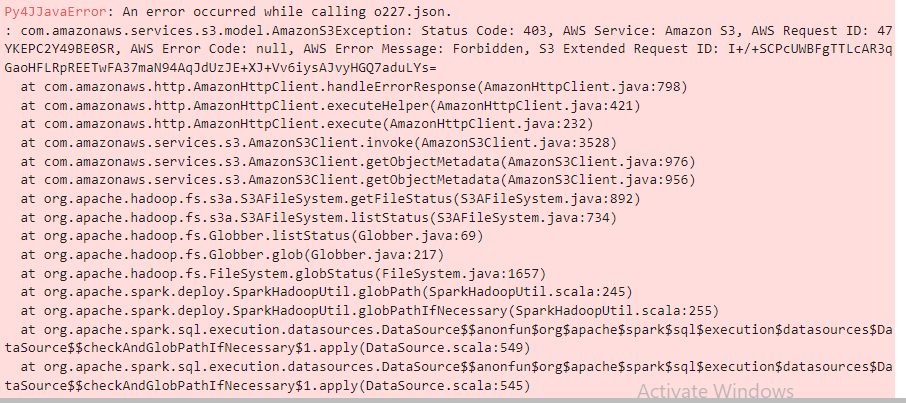 Py4JJavaError: An error occurred while calling o227.json.
: com.amazonaws.services.s3.model.AmazonS3Exception: Status Code: 403, AWS Service: Amazon S3, AWS Request ID: 47
YKEPC2Y49BE0SR, AWS Error Code: null, AWS Error Message: Forbidden, S3 Extended Request ID: I+/+SCPcUWBFgTTLcAR3q
GaoHFLRpREETwFA37maN94AqJdUzJE+XJ+Vv6iysAJvyHGQ7aduLYs=
at com.amazonaws.http.AmazonHttpClient.handleErrorResponse(AmazonHttpClient.java:798)
at com.amazonaws.http.AmazonHttpClient.executeHelper(AmazonHttpClient.java:421)
at com.amazonaws.http.AmazonHttpClient.execute(AmazonHttpClient.java:232)
at com.amazonaws.services.s3.AmazonS3Client.invoke(AmazonS3Client.java:3528)
at com.amazonaws.services.s3.AmazonS3Client.getObjectMetadata(AmazonS3Client.java:976)
at com.amazonaws.services.s3.AmazonS3Client.getObjectMetadata(AmazonS3Client.java:956)
at org.apache.hadoop.fs.s3a.S3AFileSystem.getFileStatus(S3AFileSystem.java:892)
at org.apache.hadoop.fs.s3a.S3AFileSystem.listStatus(S3AFileSystem.java:734)
at org.apache.hadoop.fs.Globber.listStatus(Globber.java:69)
at org.apache.hadoop.fs.Globber.glob(Globber.java:217)
at org.apache.hadoop.fs.FileSystem.globStatus(FileSystem.java:1657)
at org.apache.spark.deploy.SparkHadoopUtil.globPath(SparkHadoopUtil.scala:245)
at org.apache.spark.deploy.SparkHadoopUtil.globPathIfNecessary(SparkHadoopUtil.scala:255)
at org.apache.spark.sql.execution.datasources.DataSource$$anonfun$org$apache$spark$sql$execution$datasources$Da
taSource$$checkAndGlobPathIfNecessary$1.apply(DataSource.scala:549)
at org.apache.spark.sql.execution.datasources.DataSource$$anonfun$org$apache$spark$sql$execution$datasources$Da
taSource$$checkAndGlobPathIfNecessary$1.apply(DataSource.scala:545)
Activate Windows